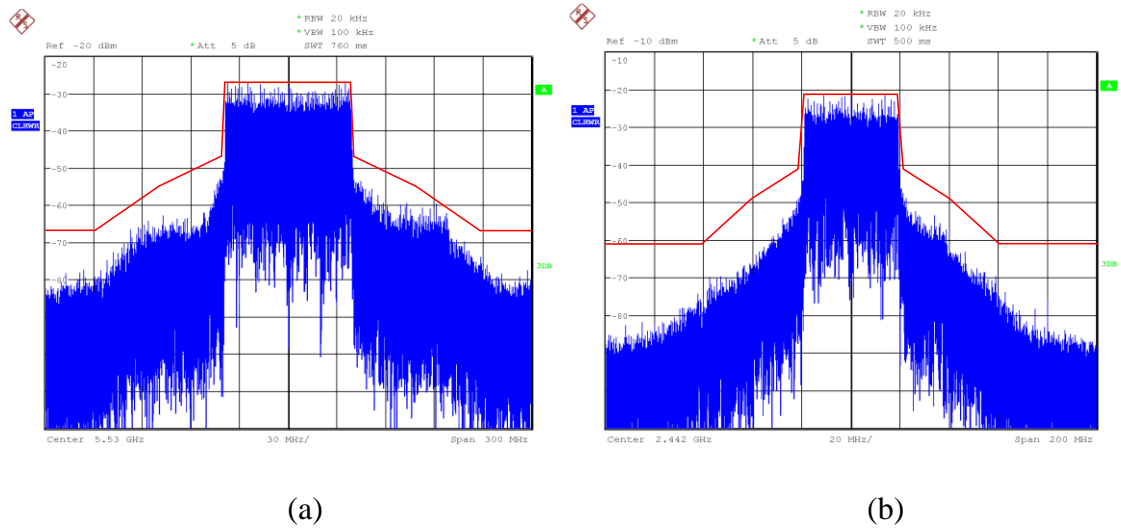 * RBW 20 kHz
* VBW 100 kHz
Ref -20 dBm * Att 5 dB SWT 760 ms
-20
A
-30
1 AP
CLRWR
-40
-50
-60
-70
3DB
-80
Center 5.53 GHz 30 MHz/ Span 300 MHz
(a)
* RBW 20 kHz
* VBW 100 kHz
Ref -10 dBm * Att 5 dB SWT 500 ms
-10
A
-20
1 AP
CLRWR
-30
-40
-50
-60
3DB
-70
-80
Center 2.442 GHz 20 MHz/ Span 200 MHz
(b)